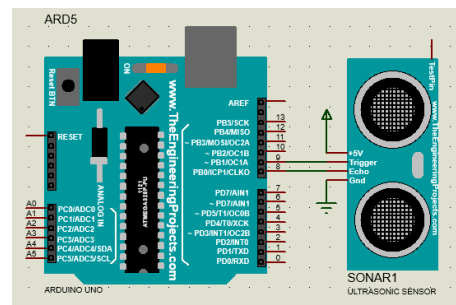 ARD5
Reset BTN
ON
www.TheEngineeringProjects.com
RESET
ANALOG IN
A0 PC0/ADC0
A1 PC1/ADC1
A2 PC2/ADC2
A3 PC3/ADC3
A4 PC4/ADC4/SDA
A5 PC5/ADC5/SCL
AREF
PB5/SCK 13
PB4/MISO 12
~ PB3/MOSI/OC2A 11
~ PB2/OC1B 10
~ PB1/OC1A 9
PB0/ICP1/CLKO 8
PD7/AIN1 7
~ PD7/AIN1 6
~ PD5/T1/OC0B 5
PD4/T0/XCK 4
~ PD3/INT1/OC2B 3
PD2/INT0 2
PD1/TXD 1
PD0/RXD 0
ARDUINO UNO
TestPin
www.TheEngineeringProjects.com
+5V
Trigger
Echo
Gnd
SONAR1
ULTRASONIC SENSOR